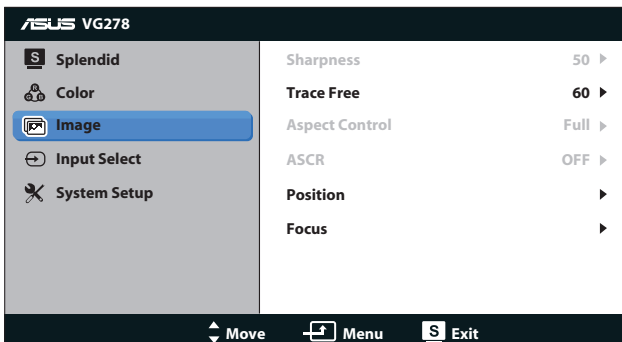 ASUS VG278
S Splendid
Color
Image
Input Select
System Setup
Sharpness 50
Trace Free 60
Aspect Control Full
ASCR OFF
Position
Focus
Move Menu S Exit